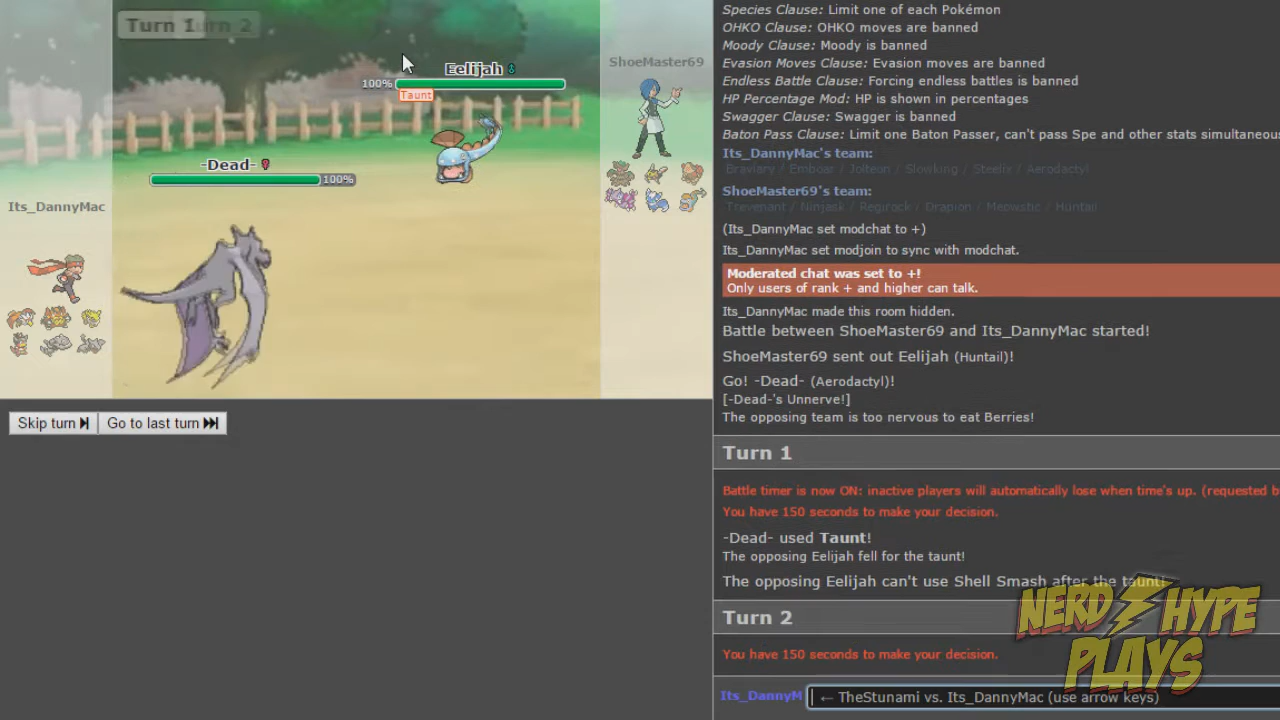 Turn 1
Turn 2
Eelijah
100%
Taunt
-Dead-
100%
Its_DannyMac
ShoeMaster69
Skip turn
Go to last turn
Species Clause: Limit one of each Pokémon
OHKO Clause: OHKO moves are banned
Moody Clause: Moody is banned
Evasion Moves Clause: Evasion moves are banned
Endless Battle Clause: Forcing endless battles is banned
HP Percentage Mod: HP is shown in percentages
Swagger Clause: Swagger is banned
Baton Pass Clause: Limit one Baton Passer, can't pass Spe and other stats simultaneous
Its_DannyMac's team:
Braviary / Emboar / Jolteon / Slowking / Steelix / Aerodactyl
ShoeMaster69's team:
Trevenant / Ninjask / Regirock / Drapion / Meowstic / Huntail
(Its_DannyMac set modchat to +)
Its_DannyMac set modjoin to sync with modchat.
Moderated chat was set to +!
Only users of rank + and higher can talk.
Its_DannyMac made this room hidden.
Battle between ShoeMaster69 and Its_DannyMac started!
ShoeMaster69 sent out Eelijah (Huntail)!
Go! -Dead- (Aerodactyl)!
[-Dead-'s Unnerve!]
The opposing team is too nervous to eat Berries!
Turn 1
Battle timer is now ON: inactive players will automatically lose when time's up. (requested b
You have 150 seconds to make your decision.
-Dead- used Taunt!
The opposing Eelijah fell for the taunt!
The opposing Eelijah can't use Shell Smash after the taunt!
Turn 2
You have 150 seconds to make your decision.
Its_DannyM
← TheStunami vs. Its_DannyMac (use arrow keys)
NERD HYPE
PLAYS